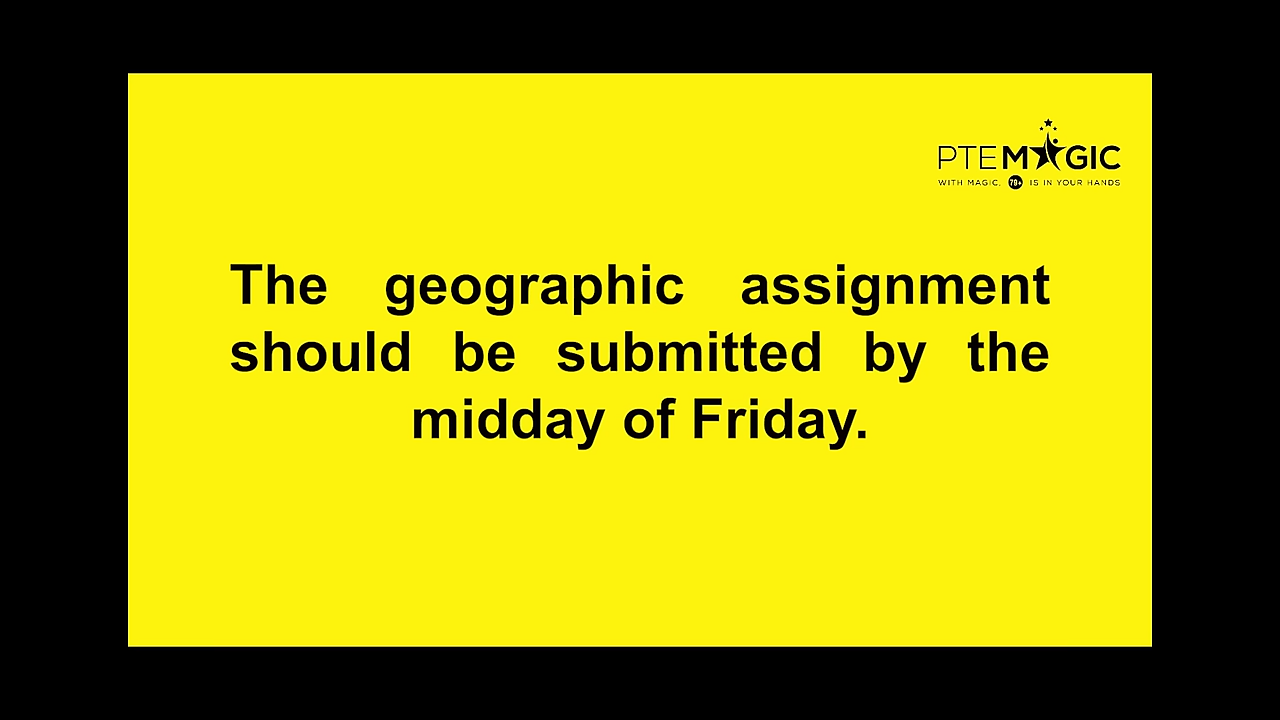 PTEMAGIC
WITH MAGIC, 79+ IS IN YOUR HANDS
The geographic assignment
should be submitted by the
midday of Friday.